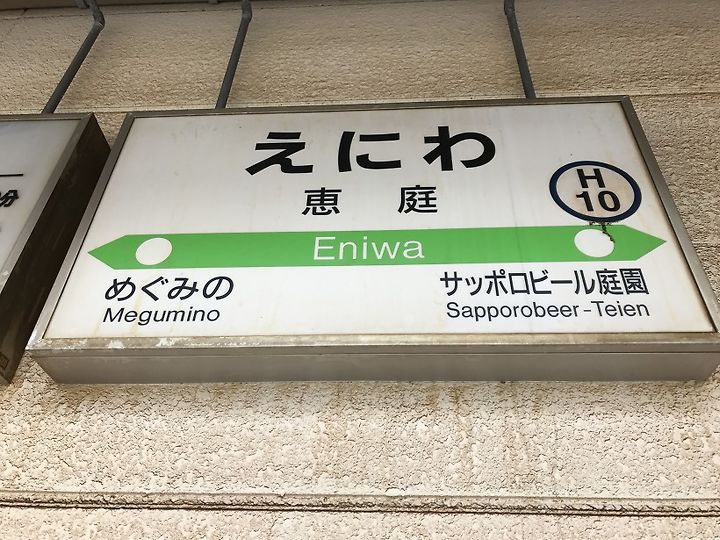 えにわ
恵庭
H
10
Eniwa
めぐみの
Megumino
サッポロビール庭園
Sapporobeer-Teien
分